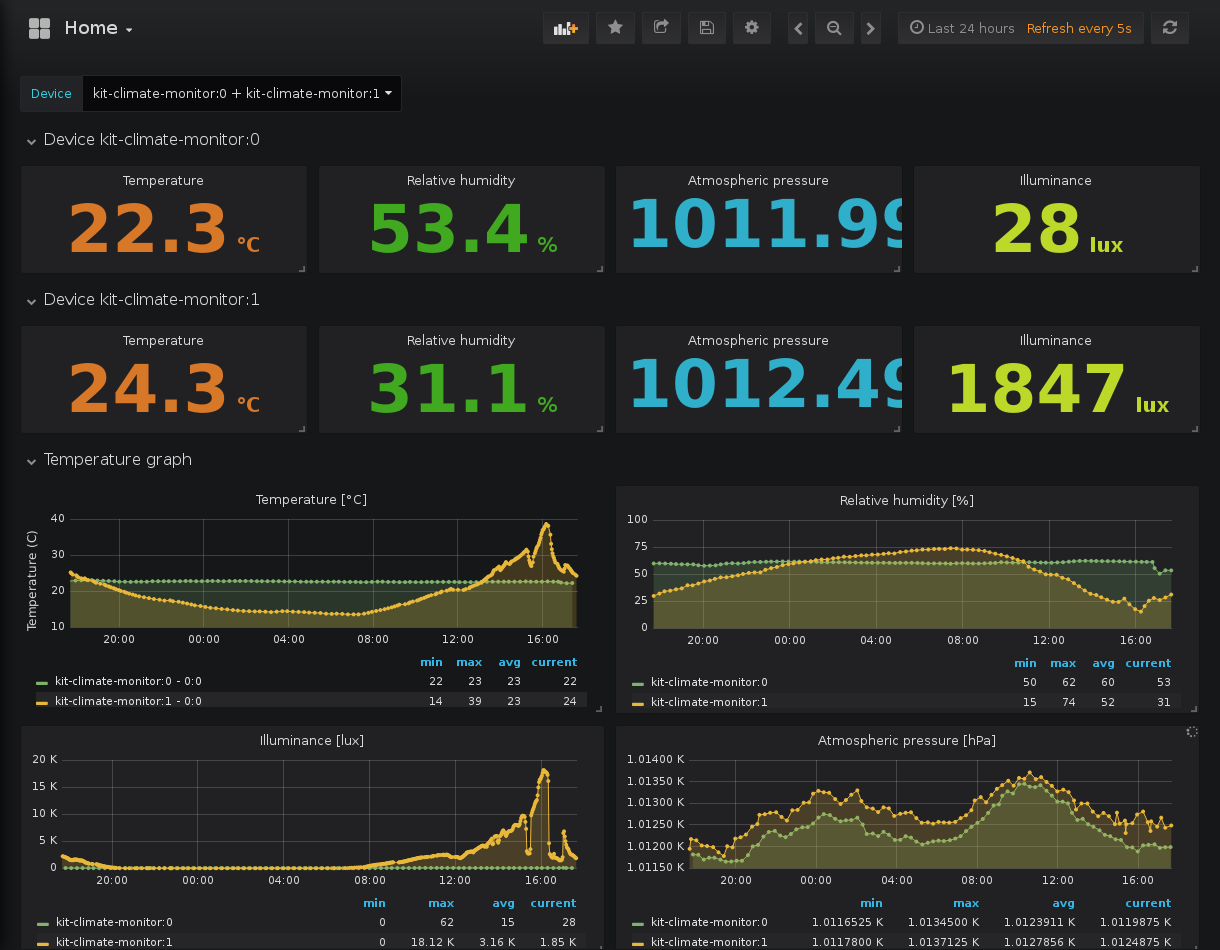 Home
Last 24 hours Refresh every 5s
Device kit-climate-monitor:0 + kit-climate-monitor:1
Device kit-climate-monitor:0
Temperature Relative humidity Atmospheric pressure Illuminance
22.3 °C 53.4 % 1011.99 28 lux
Device kit-climate-monitor:1
Temperature Relative humidity Atmospheric pressure Illuminance
24.3 °C 31.1 % 1012.49 1847 lux
Temperature graph
Temperature [°C]
Temperature (C)
40
30
20
10
20:00 00:00 04:00 08:00 12:00 16:00
min max avg current
kit-climate-monitor:0 - 0:0 22 23 23 22
kit-climate-monitor:1 - 0:0 14 39 23 24
Relative humidity [%]
100
75
50
25
0
20:00 00:00 04:00 08:00 12:00 16:00
min max avg current
kit-climate-monitor:0 50 62 60 53
kit-climate-monitor:1 15 74 52 31
Illuminance [lux]
20 K
15 K
10 K
5 K
0
20:00 00:00 04:00 08:00 12:00 16:00
min max avg current
kit-climate-monitor:0 0 62 15 28
kit-climate-monitor:1 0 18.12 K 3.16 K 1.85 K
Atmospheric pressure [hPa]
1.01400 K
1.01350 K
1.01300 K
1.01250 K
1.01200 K
1.01150 K
20:00 00:00 04:00 08:00 12:00 16:00
min max avg current
kit-climate-monitor:0 1.0116525 K 1.0134500 K 1.0123911 K 1.0119875 K
kit-climate-monitor:1 1.0117800 K 1.0137125 K 1.0127856 K 1.0124875 K